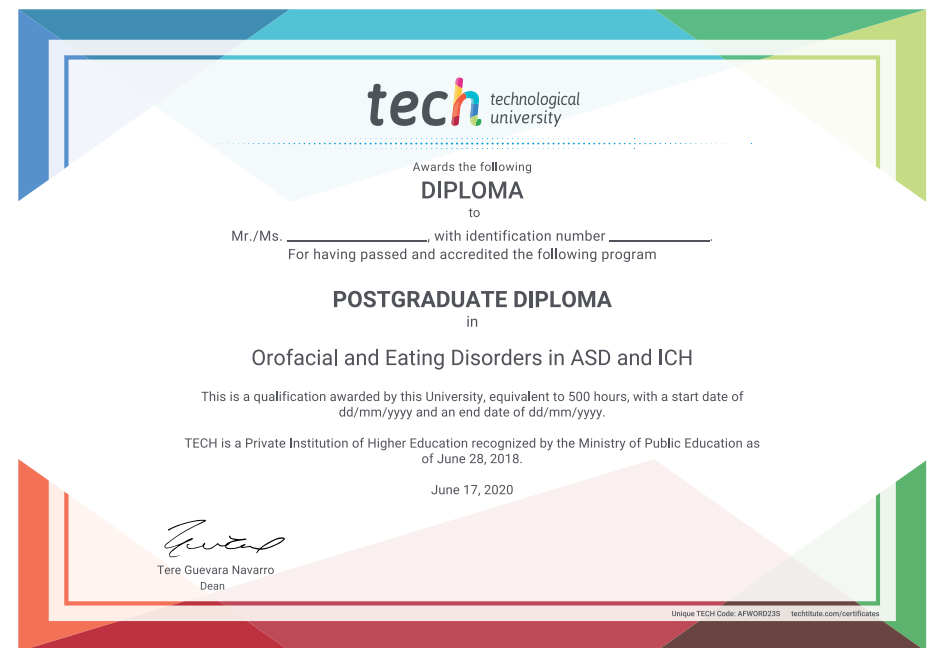 tech technological
university
Awards the following
DIPLOMA
to
Mr./Ms. ____________________, with identification number ______________.
For having passed and accredited the following program
POSTGRADUATE DIPLOMA
in
Orofacial and Eating Disorders in ASD and ICH
This is a qualification awarded by this University, equivalent to 500 hours, with a start date of
dd/mm/yyyy and an end date of dd/mm/yyyy.
TECH is a Private Institution of Higher Education recognized by the Ministry of Public Education as
of June 28, 2018.
June 17, 2020
Tere Guevara Navarro
Dean
Unique TECH Code: AFWORD23S techtitute.com/certificates